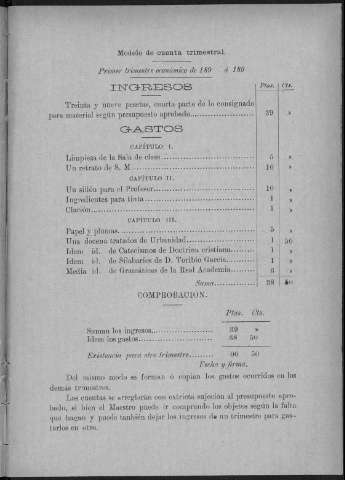 Modelo de cuenta trimestral.
Primer trimestre económico de 189 á 189
INGRESOS Ptas. Cts.
Treinta y nueve pesetas, cuarta parte de lo consignado
para material según presupuesto aprobado 39 »
GASTOS
CAPÍTULO I.
Limpieza de la Sala de clase 5 »
Un retrato de S. M. »
CAPÍTULO II.
Un sillón para el Profesor 10 »
Ingredientes para tinta 1 »
Clarión 1 »
CAPÍTULO III.
Papel y plumas 5 »
Una docena tratados de Urbanidad 1 50
Idem id. de Catecismos de Doctrina cristiana 1 »
Idem id. de Silabarios de D. Toribio García 1 »
Media id. de Gramáticas de la Real Academia »
Suma 38 50
COMPROBACION.
Ptas. Cts.
Suman los ingresos 39 »
Idem los gastos 38 50
Existencia para otro trimestre 00 50
Fecha y firma.
Del mismo modo se forman ó copian los gastos ocurridos en los
demás trimestres.
Las cuentas se arreglarán con extricta sujeción al presupuesto apro-
bado, si bien el Maestro puede ir comprando los objetos según la falta
que hagan y puede también dejar los ingresos de un trimestre para gas-
tarlos en otro.